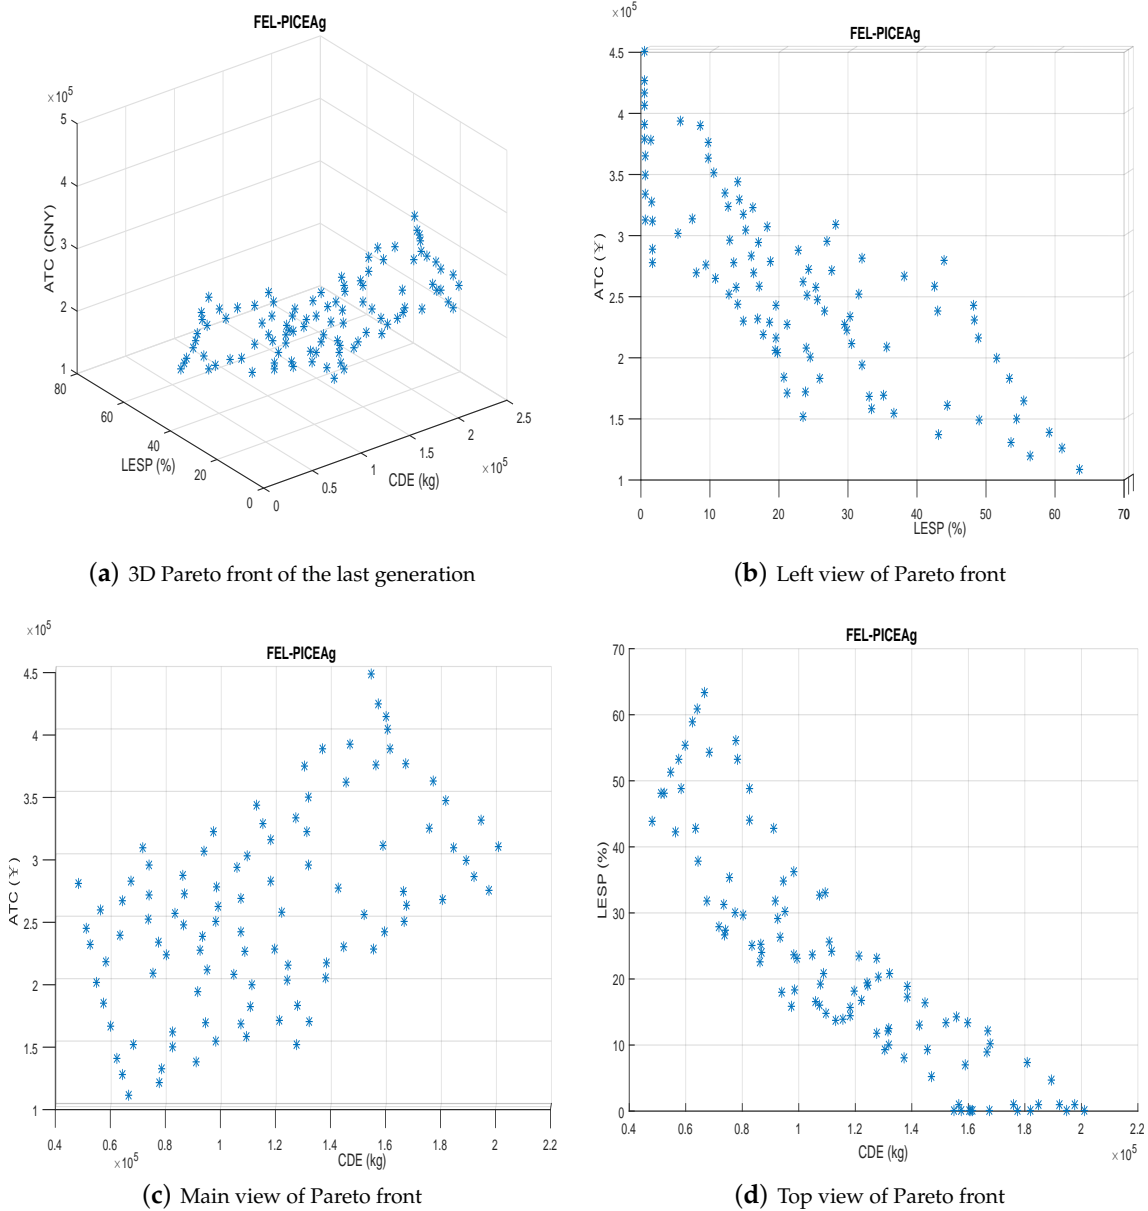 FEL-PICEAg
×10^5
5
4
3
2
1
ATC (CNY)
80
60
40
20
0
LESP (%)
0
0.5
1
1.5
2
2.5
CDE (kg)
×10^5
(a) 3D Pareto front of the last generation
×10^5
FEL-PICEAg
4.5
4
3.5
3
2.5
2
1.5
1
ATC (¥)
0 10 20 30 40 50 60 70
LESP (%)
(b) Left view of Pareto front
×10^5
FEL-PICEAg
4.5
4
3.5
3
2.5
2
1.5
1
ATC (¥)
0.4 0.6 0.8 1 1.2 1.4 1.6 1.8 2 2.2
×10^5
CDE (kg)
(c) Main view of Pareto front
FEL-PICEAg
70
60
50
40
30
20
10
0
LESP (%)
0.4 0.6 0.8 1 1.2 1.4 1.6 1.8 2 2.2
CDE (kg)
×10^5
(d) Top view of Pareto front